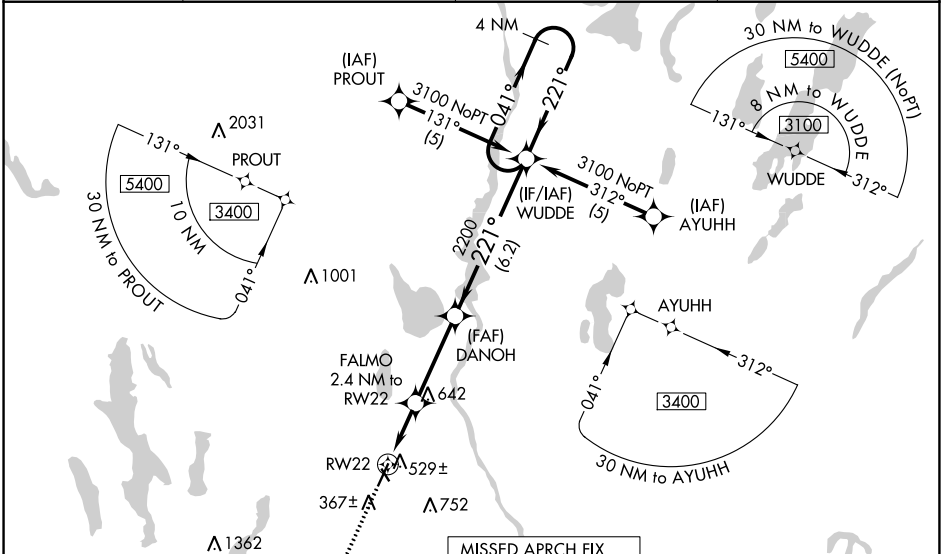 4 NM
30 NM to WUDDE (NoPT)
5400
8 NM to WUDDE
3100
131°
WUDDE
312°
(IAF)
PROUT
3100 NoPT
131°
(5)
041°
221°
2031
131°
PROUT
5400
3400
10 NM
30 NM to PROUT
041°
3100 NoPT
312°
(5)
(IF/IAF)
WUDDE
(IAF)
AYUHH
2200
221°
(6.2)
1001
(FAF)
DANOH
AYUHH
312°
041°
3400
30 NM to AYUHH
FALMO
2.4 NM to
RW22
642
RW22
529±
367±
752
1362
MISSED APRCH FIX